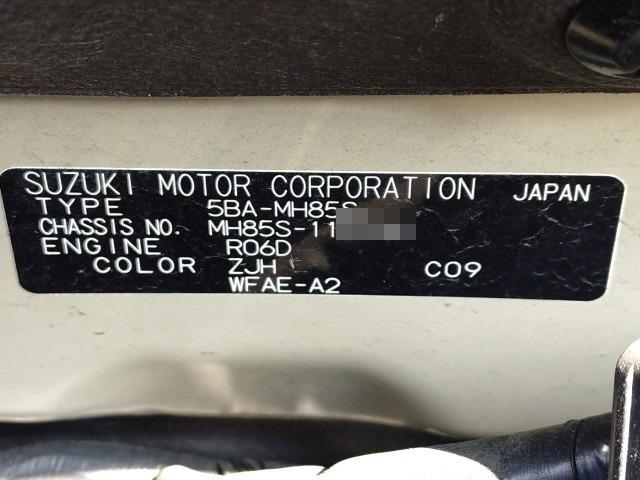 SUZUKI MOTOR CORPORATION JAPAN
TYPE 5BA-MH85S
CHASSIS NO. MH85S-11
ENGINE R06D
COLOR ZJH C09
WFAE-A2